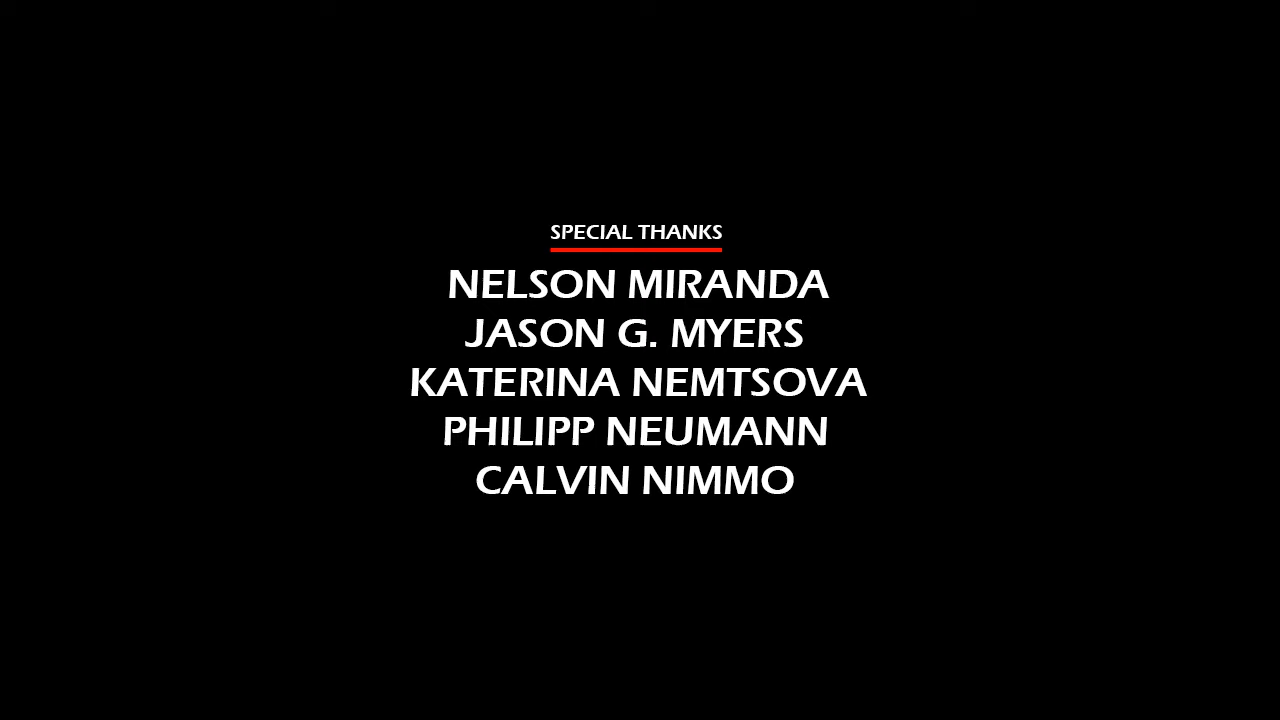 SPECIAL THANKS
NELSON MIRANDA
JASON G. MYERS
KATERINA NEMTSOVA
PHILIPP NEUMANN
CALVIN NIMMO